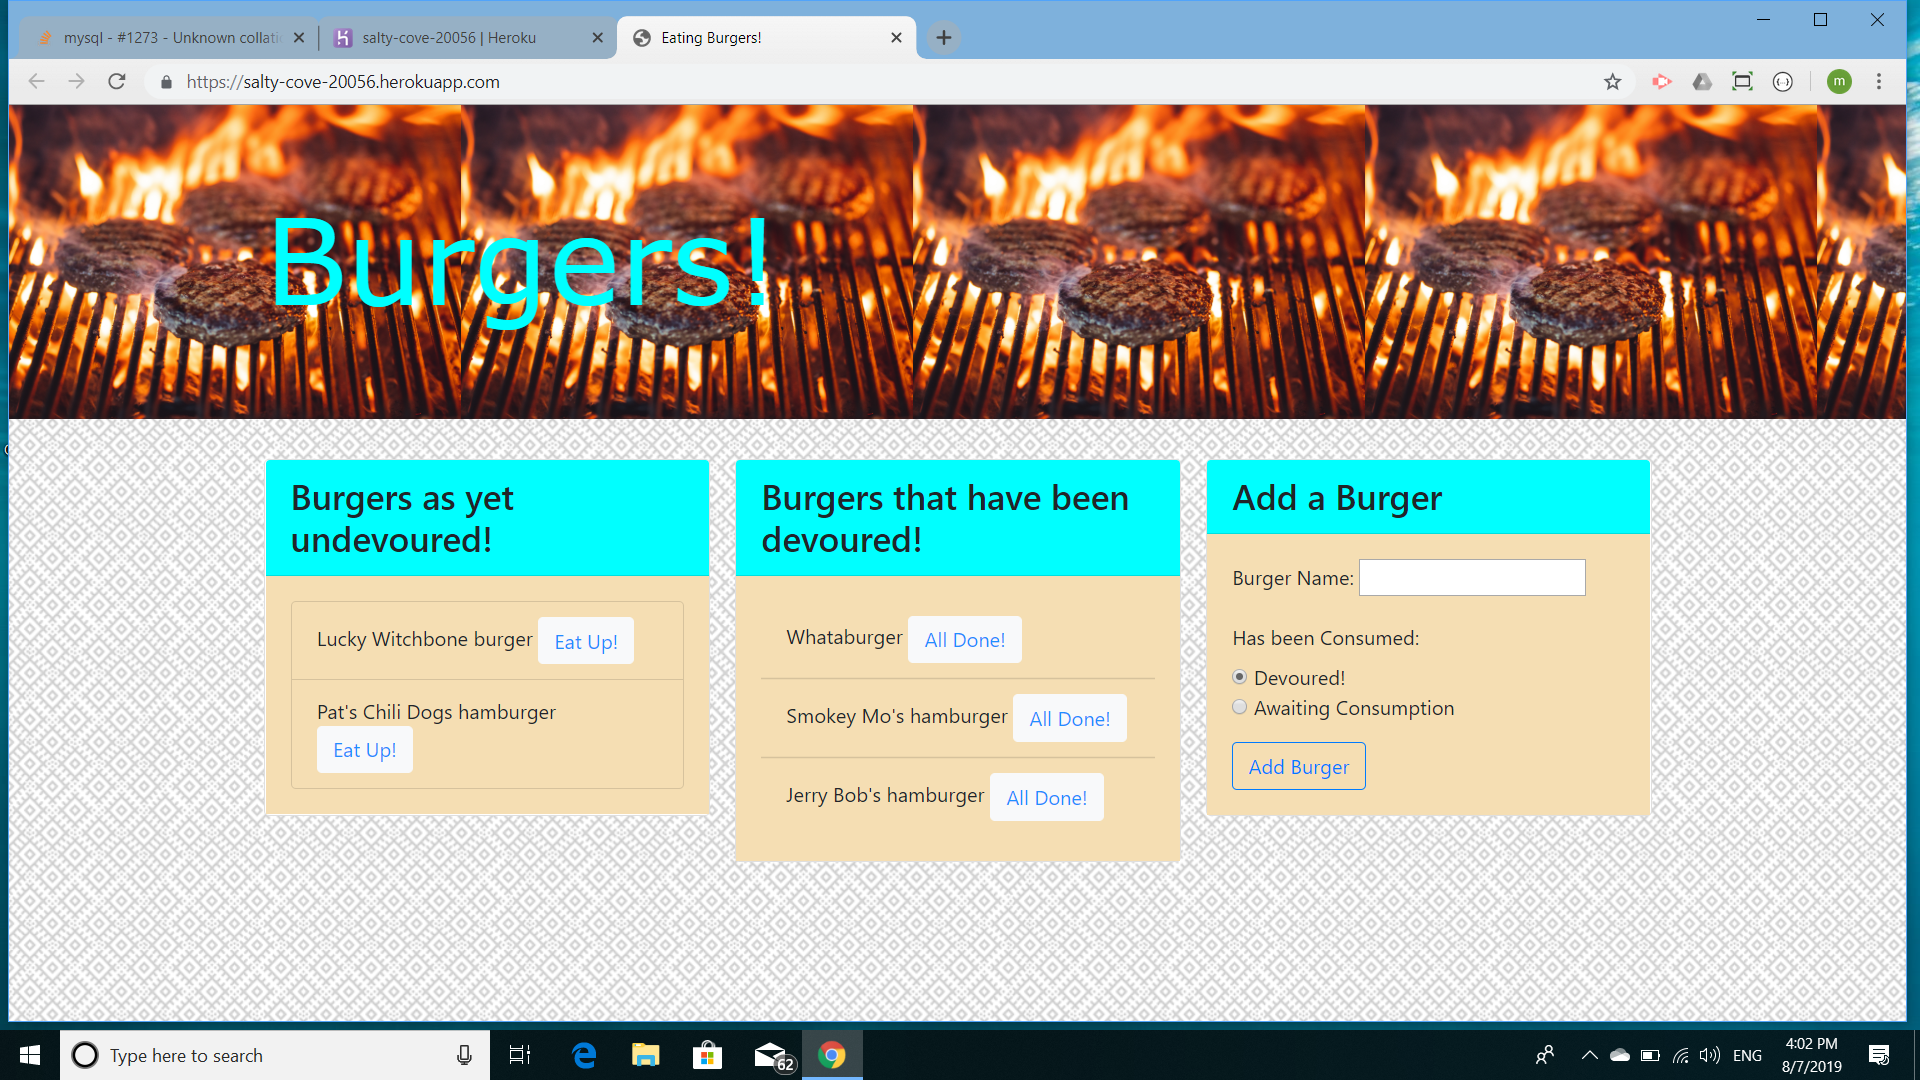 mysql - #1273 - Unknown collati
salty-cove-20056 | Heroku
Eating Burgers!
https://salty-cove-20056.herokuapp.com
m
Burgers!
Burgers as yet
undevoured!
Lucky Witchbone burger Eat Up!
Pat's Chili Dogs hamburger
Eat Up!
Burgers that have been
devoured!
Whataburger All Done!
Smokey Mo's hamburger All Done!
Jerry Bob's hamburger All Done!
Add a Burger
Burger Name:
Has been Consumed:
Devoured!
Awaiting Consumption
Add Burger
Type here to search
62
ENG
4:02 PM
8/7/2019